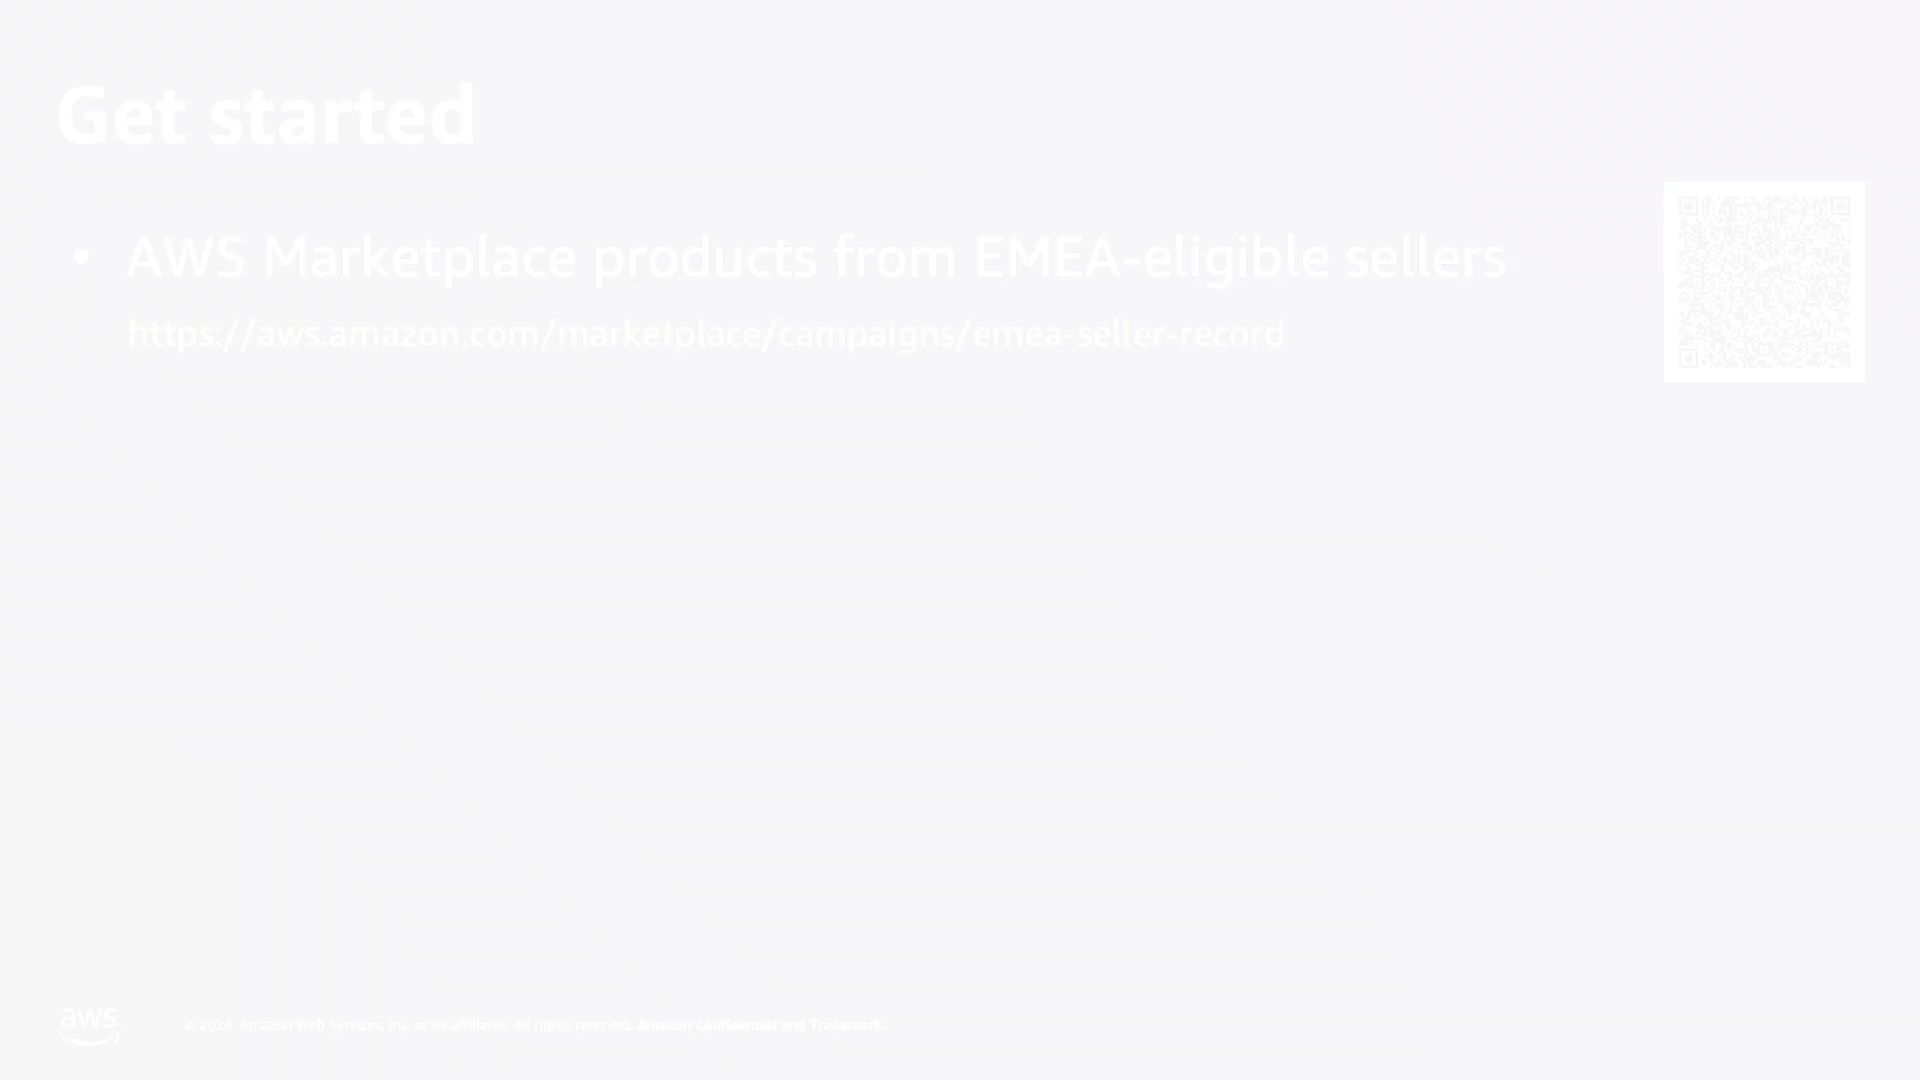 Get started
• AWS Marketplace products from EMEA-eligible sellers
https://aws.amazon.com/marketplace/campaigns/emea-seller-record
aws
© 2024, Amazon Web Services, Inc. or its affiliates. All rights reserved. Amazon Confidential and Trademark.